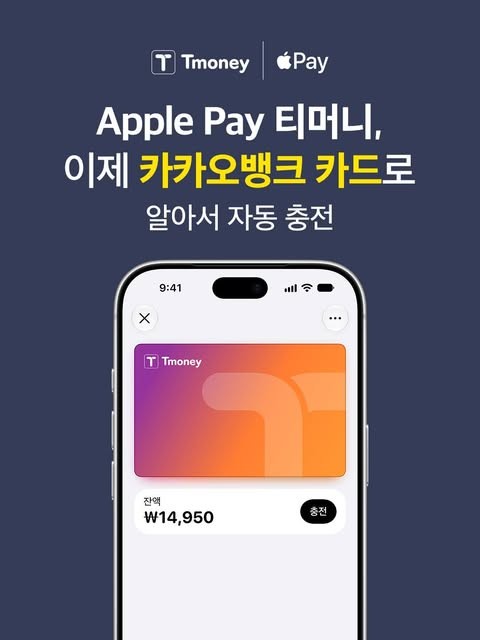 Tmoney Pay
Apple Pay 티머니,
이제 카카오뱅크 카드로
알아서 자동 충전
9:41
Tmoney
잔액
₩14,950
충전